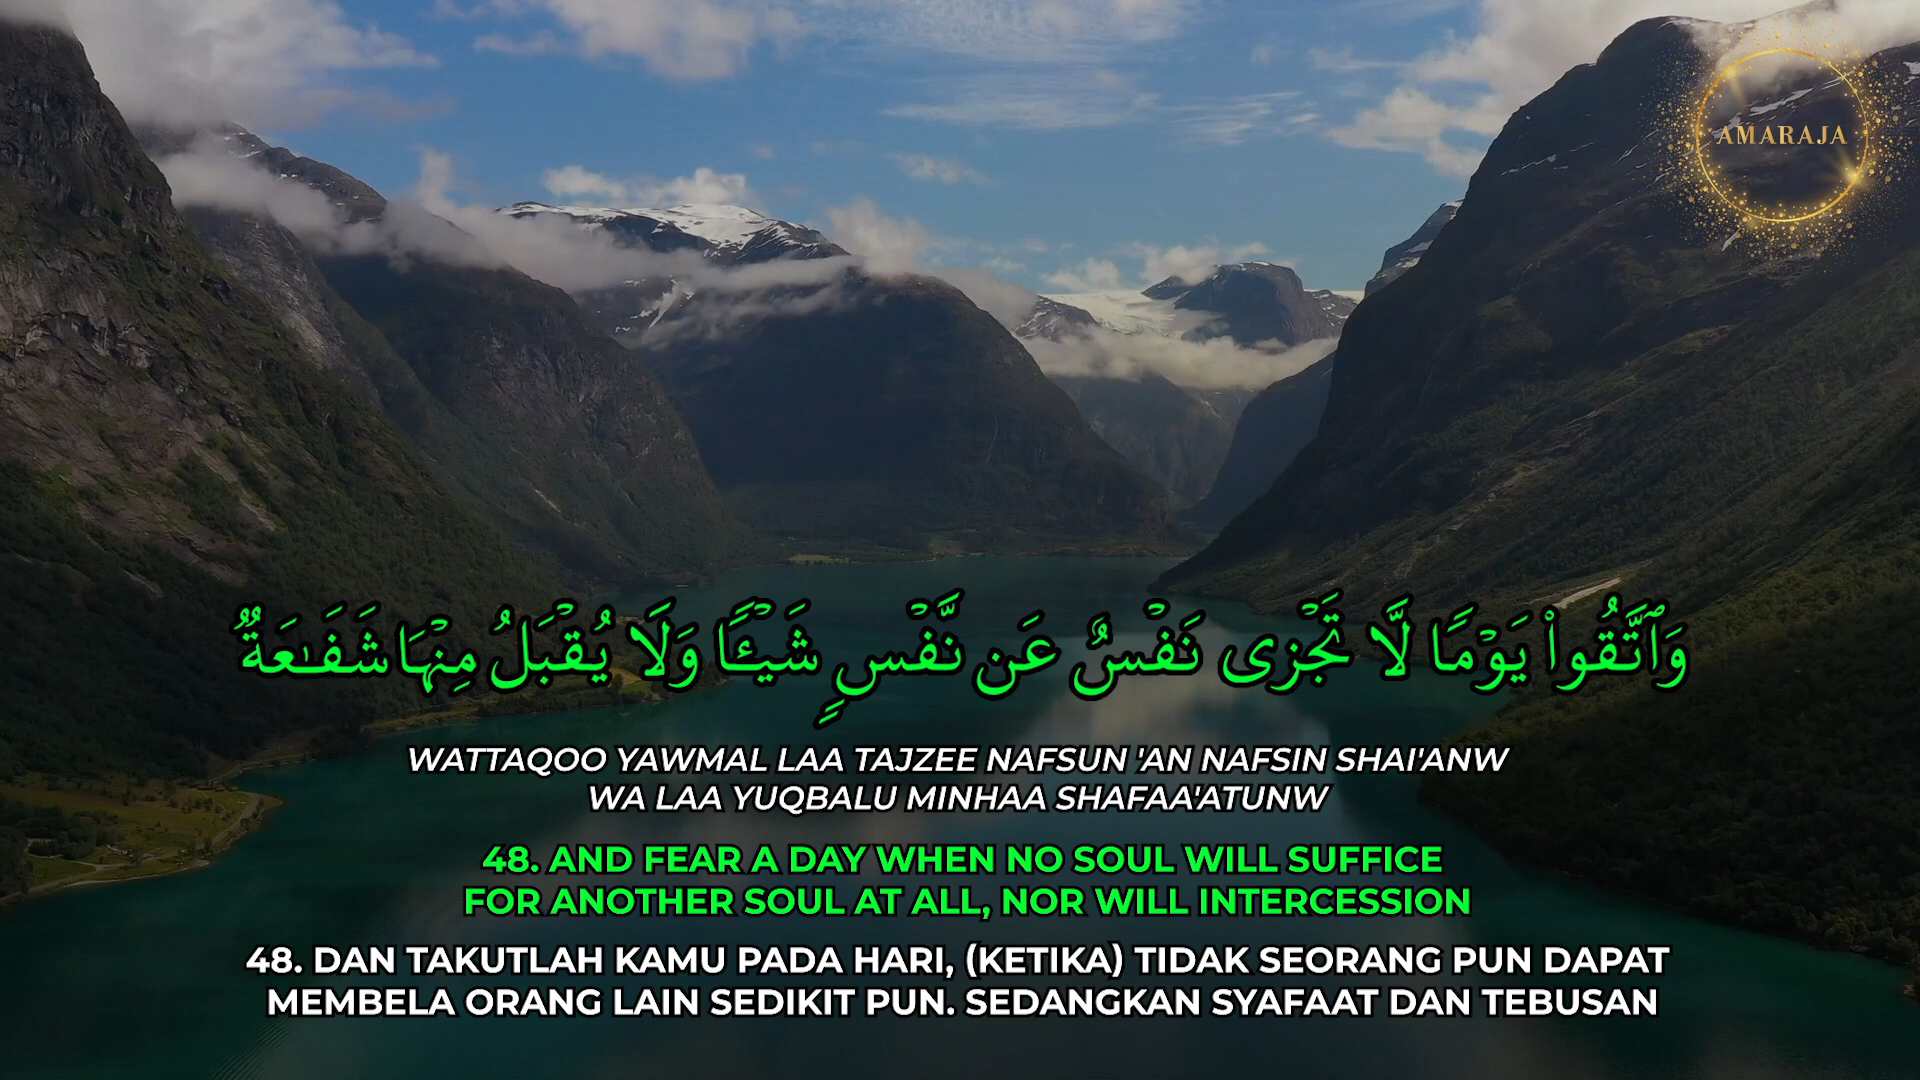 AMARAJA
وَٱتَّقُوا۟ يَوْمًا لَّا تَجْزِى نَفْسٌ عَن نَّفْسٍ شَيْـًٔا وَلَا يُقْبَلُ مِنْهَا شَفَـٰعَةٌ
WATTAQOO YAWMAL LAA TAJZEE NAFSUN 'AN NAFSIN SHAI'ANW
WA LAA YUQBALU MINHAA SHAFAA'ATUNW
48. AND FEAR A DAY WHEN NO SOUL WILL SUFFICE
FOR ANOTHER SOUL AT ALL, NOR WILL INTERCESSION
48. DAN TAKUTLAH KAMU PADA HARI, (KETIKA) TIDAK SEORANG PUN DAPAT
MEMBELA ORANG LAIN SEDIKIT PUN. SEDANGKAN SYAFAAT DAN TEBUSAN